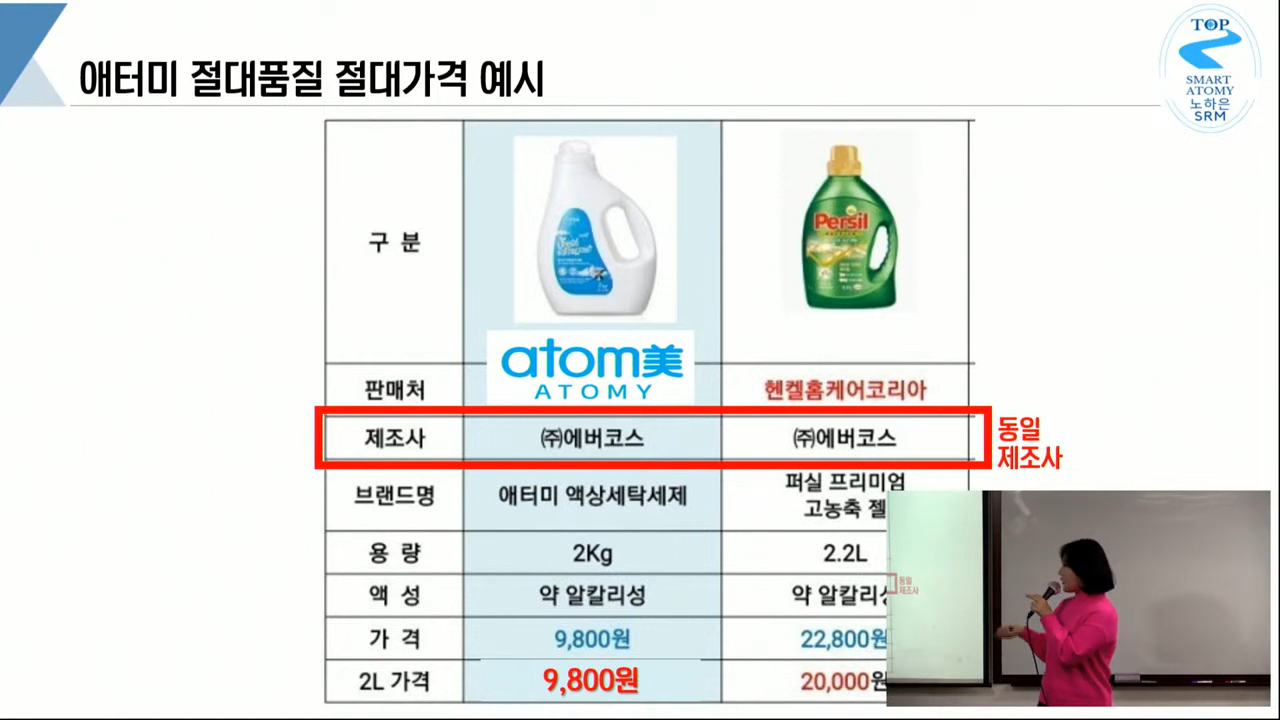 애터미 절대품질 절대가격 예시
TOP
SMART
ATOMY
노하은
SRM
구 분
Persil
판매처
atom美
ATOMY
헨켈홈케어코리아
제조사
㈜에버코스
㈜에버코스
동일
제조사
브랜드명
애터미 액상세탁세제
퍼실 프리미엄
고농축 젤
용 량
2Kg
2.2L
액 성
약 알칼리성
약 알칼리성
가 격
9,800원
22,800원
2L 가격
9,800원
20,000원
동일
제조사